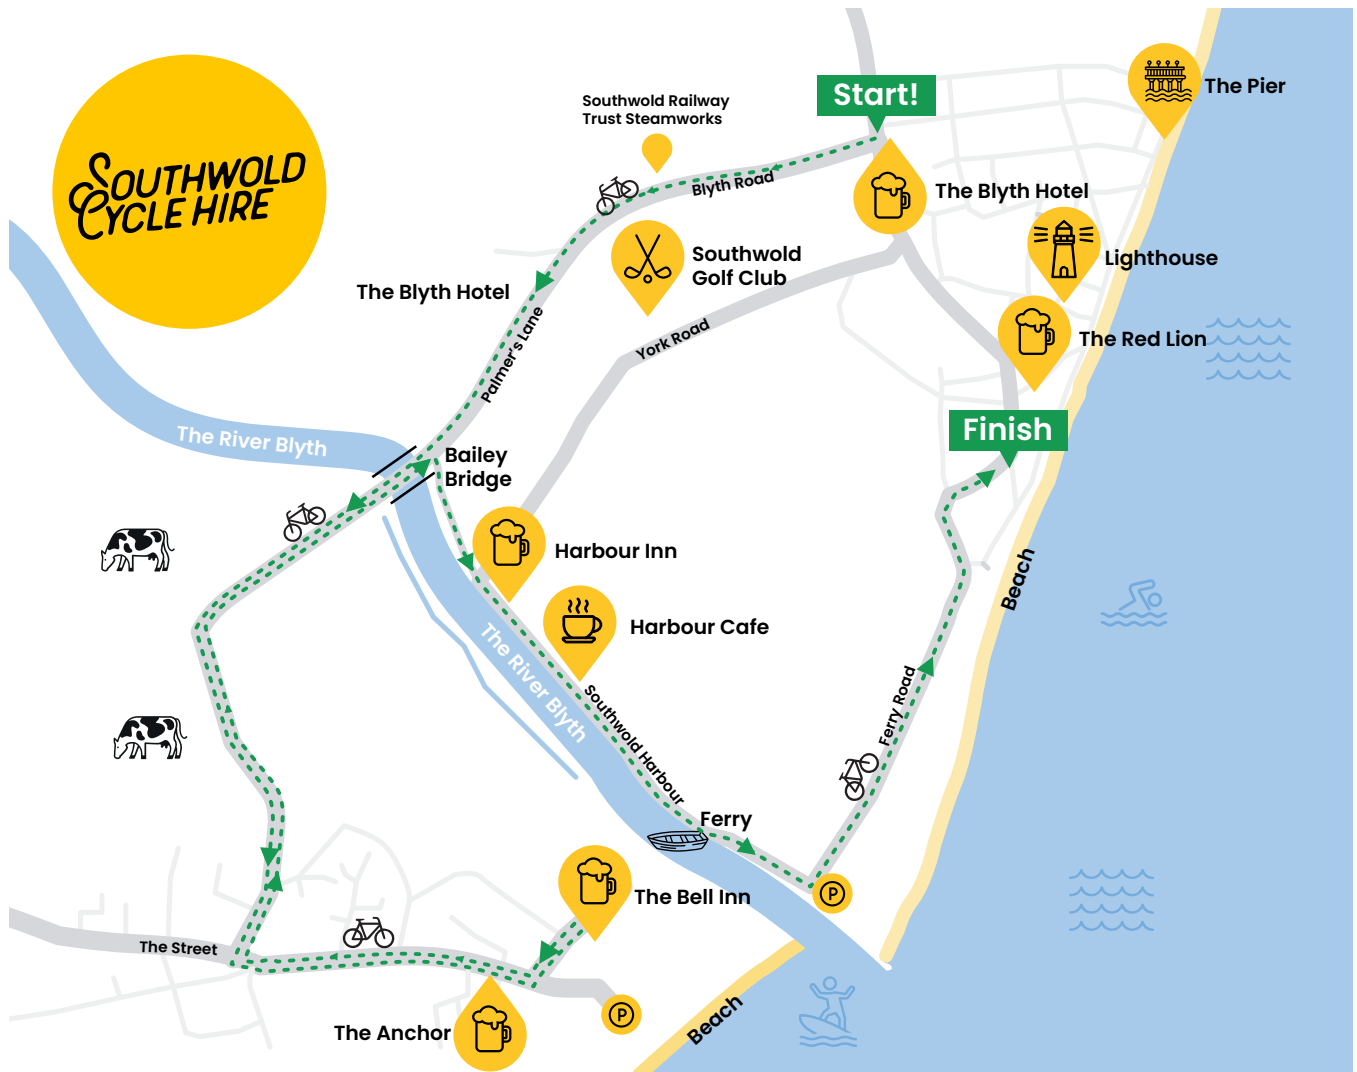 SOUTHWOLD
CYCLE HIRE
Start!
The Pier
Southwold Railway
Trust Steamworks
Blyth Road
The Blyth Hotel
Southwold
Golf Club
Lighthouse
The Blyth Hotel
Palmer's Lane
York Road
The Red Lion
Finish
The River Blyth
Bailey
Bridge
Harbour Inn
Beach
Harbour Cafe
The River Blyth
Southwold Harbour
Ferry Road
Ferry
P
The Bell Inn
The Street
P
The Anchor
Beach